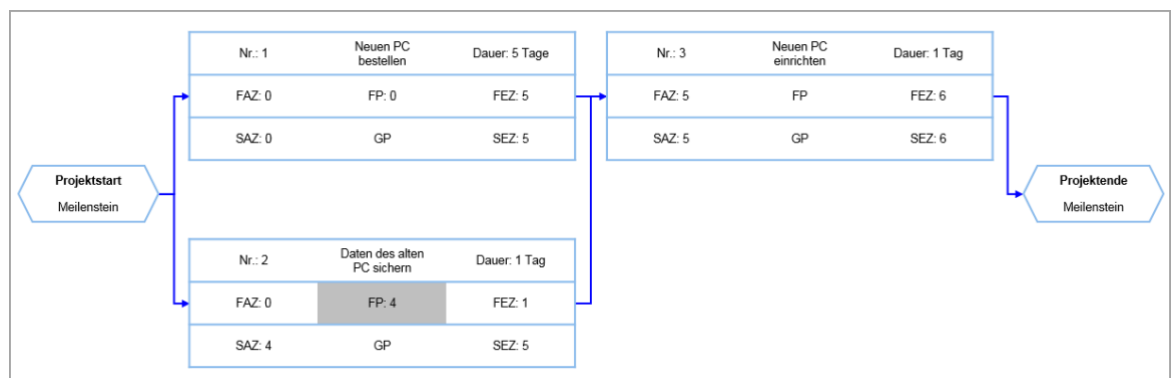 Nr.: 1
Neuen PC
bestellen
Dauer: 5 Tage
FAZ: 0
FP: 0
FEZ: 5
SAZ: 0
GP
SEZ: 5
Nr.: 3
Neuen PC
einrichten
Dauer: 1 Tag
FAZ: 5
FP
FEZ: 6
SAZ: 5
GP
SEZ: 6
Projektstart
Meilenstein
Projektende
Meilenstein
Nr.: 2
Daten des alten
PC sichern
Dauer: 1 Tag
FAZ: 0
FP: 4
FEZ: 1
SAZ: 4
GP
SEZ: 5